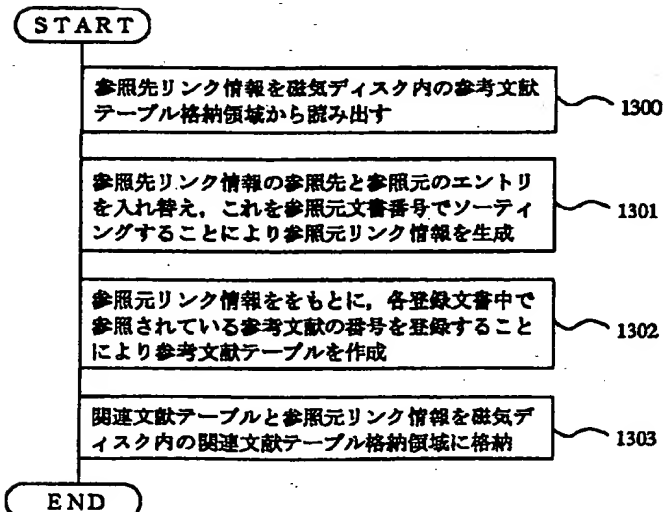 START
参照先リンク情報を磁気ディスク内の参考文献
テーブル格納領域から読み出す
1300
参照先リンク情報の参照先と参照元のエントリ
を入れ替え，これを参照元文書番号でソーティ
ングすることにより参照元リンク情報を生成
1301
参照元リンク情報ををもとに，各登録文書中で
参照されている参考文献の番号を登録すること
により参考文献テーブルを作成
1302
関連文献テーブルと参照元リンク情報を磁気デ
ィスク内の関連文献テーブル格納領域に格納
1303
END